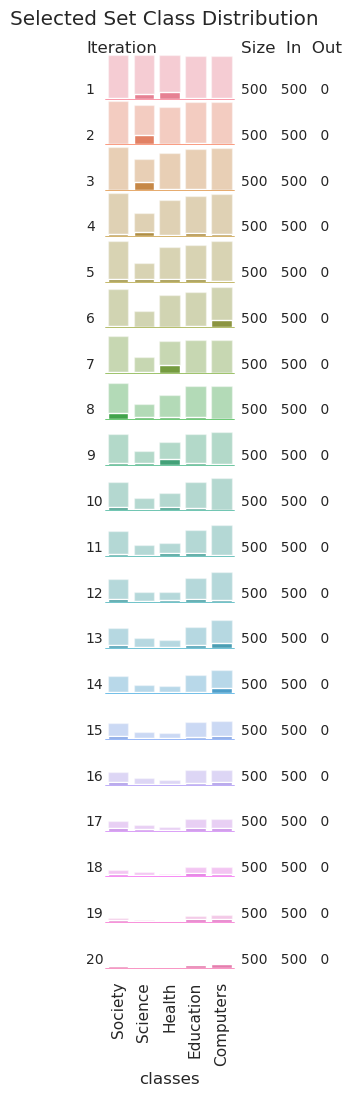 Selected Set Class Distribution
Iteration Size In Out
1 500 500 0
2 500 500 0
3 500 500 0
4 500 500 0
5 500 500 0
6 500 500 0
7 500 500 0
8 500 500 0
9 500 500 0
10 500 500 0
11 500 500 0
12 500 500 0
13 500 500 0
14 500 500 0
15 500 500 0
16 500 500 0
17 500 500 0
18 500 500 0
19 500 500 0
20 500 500 0
Society
Science
Health
Education
Computers
classes